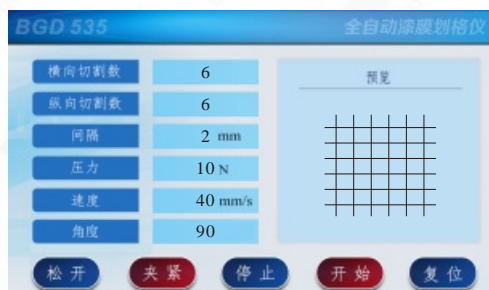 BGD 535 全自动漆膜划格仪
横向切割数 6
纵向切割数 6
间隔 2 mm
压力 10 N
速度 40 mm/s
角度 90
预览
松开 夹紧 停止 开始 复位